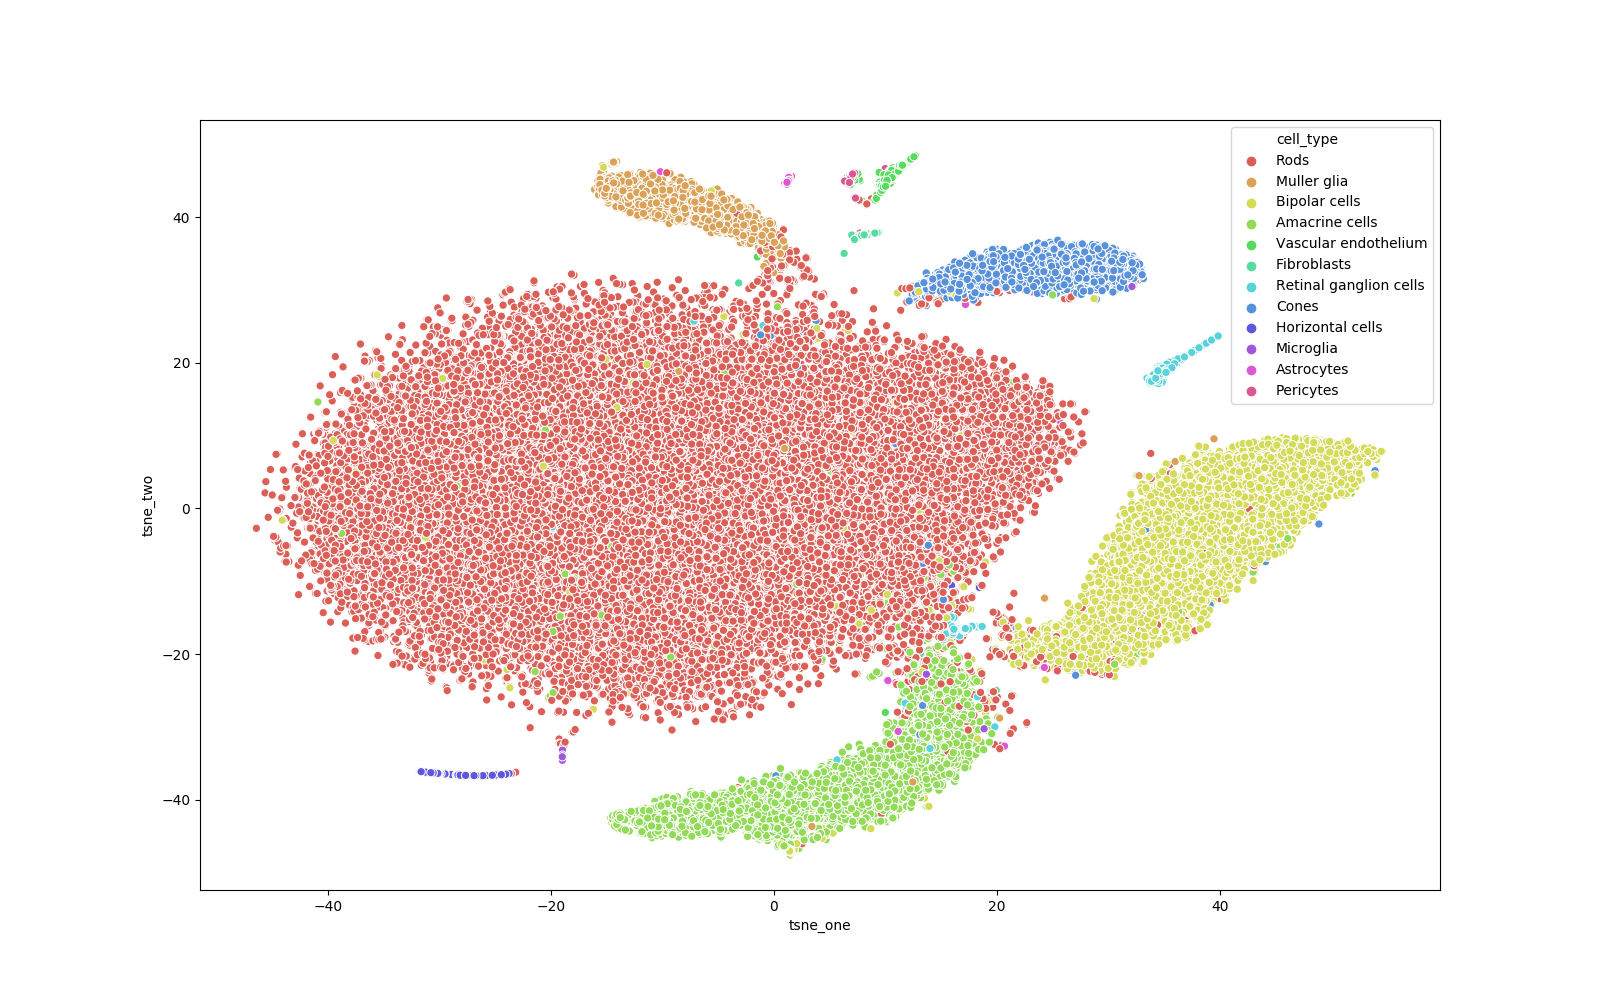 cell_type
Rods
Muller glia
Bipolar cells
Amacrine cells
Vascular endothelium
Fibroblasts
Retinal ganglion cells
Cones
Horizontal cells
Microglia
Astrocytes
Pericytes
40
20
0
−20
−40
tsne_two
−40 −20 0 20 40
tsne_one